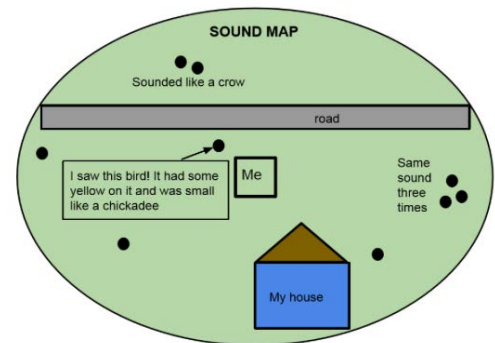 SOUND MAP
Sounded like a crow
road
I saw this bird! It had some
yellow on it and was small
like a chickadee
Me
Same
sound
three
times
My house